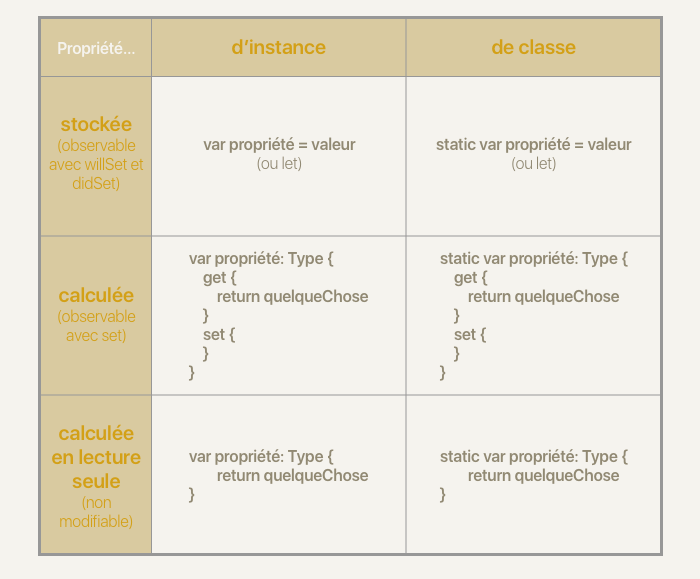 Propriété...
d’instance
de classe
stockée
(observable
avec willSet et
didSet)
var propriété = valeur
(ou let)
static var propriété = valeur
(ou let)
calculée
(observable
avec set)
var propriété: Type {
get {
return quelqueChose
}
set {
}
}
static var propriété: Type {
get {
return quelqueChose
}
set {
}
}
calculée
en lecture
seule
(non
modifiable)
var propriété: Type {
return quelqueChose
}
static var propriété: Type {
return quelqueChose
}